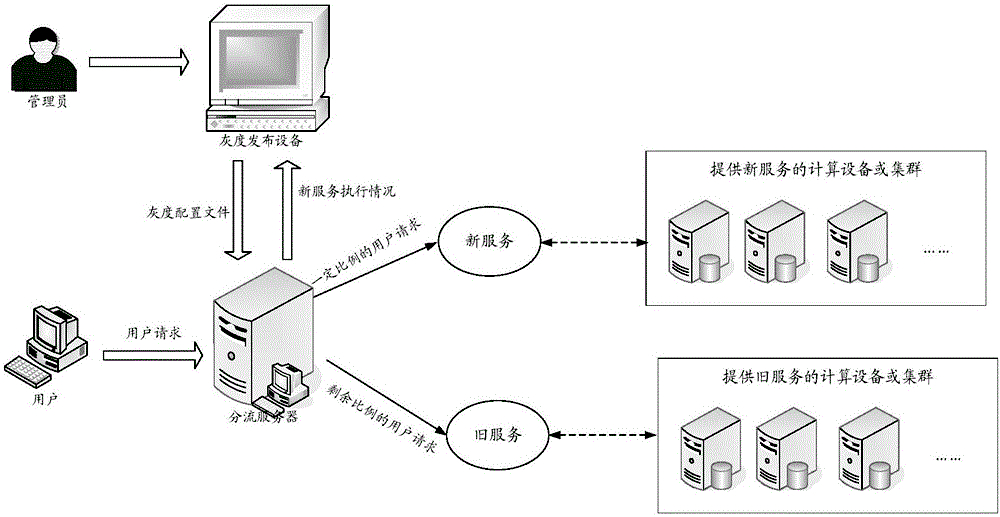 管理员
灰度发布设备
灰度配置文件
新服务执行情况
提供新服务的计算设备或集群
……
一定比例的用户请求
新服务
用户请求
用户
分流服务器
剩余比例的用户请求
旧服务
提供旧服务的计算设备或集群
……